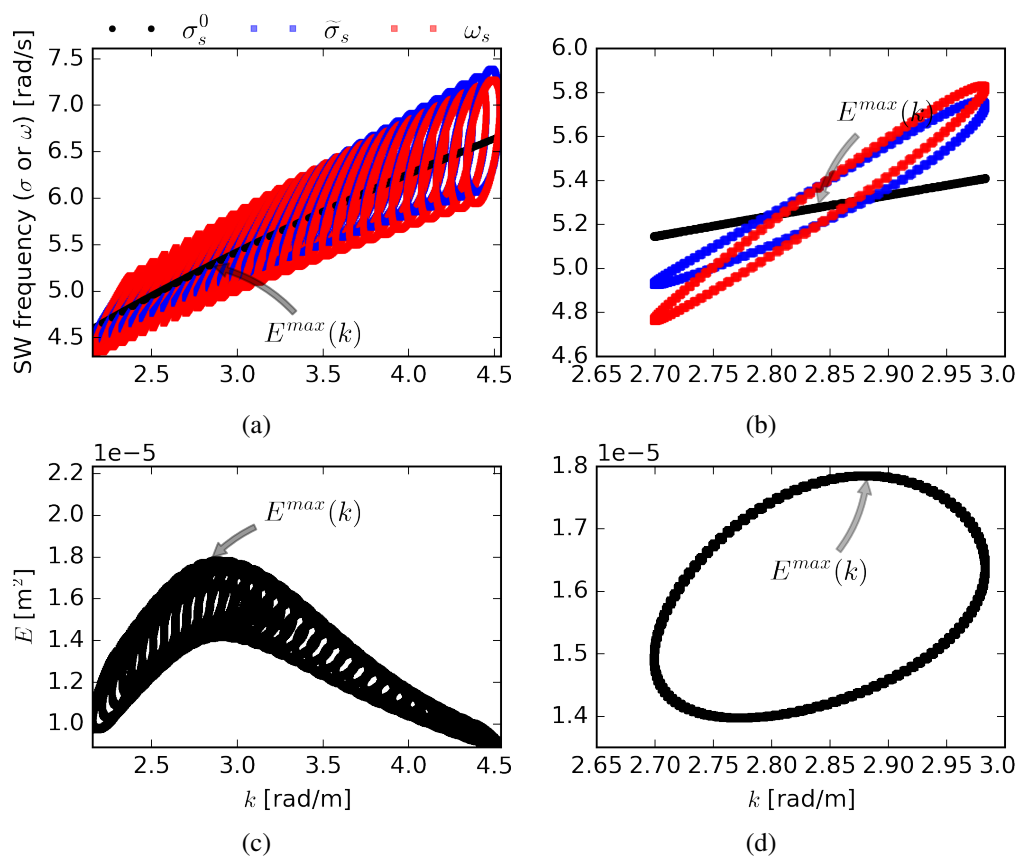 σ_s^0 σ̃_s ω_s
SW frequency (σ or ω) [rad/s]
7.5
7.0
6.5
6.0
5.5
5.0
4.5
E^{max}(k)
2.5 3.0 3.5 4.0 4.5
(a)
6.0
5.8
5.6
5.4
5.2
5.0
4.8
4.6
E^{max}(k)
2.65 2.70 2.75 2.80 2.85 2.90 2.95 3.0
(b)
1e−5
E [m²]
2.2
2.0
1.8
1.6
1.4
1.2
1.0
E^{max}(k)
2.5 3.0 3.5 4.0 4.5
k [rad/m]
(c)
1e−5
1.8
1.7
1.6
1.5
1.4
E^{max}(k)
2.65 2.70 2.75 2.80 2.85 2.90 2.95 3.0
k [rad/m]
(d)